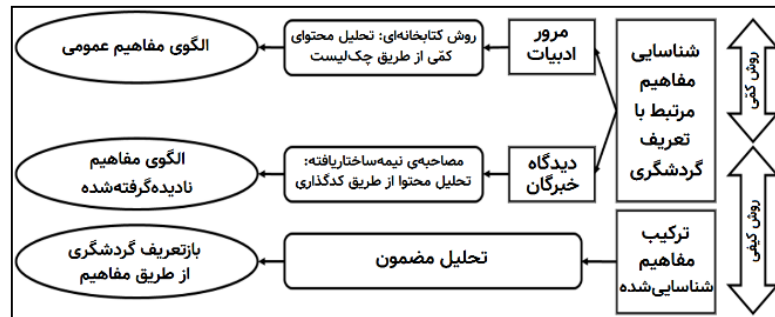 روش کمّی
شناسایی
مفاهیم
مرتبط با
تعریف
گردشگری
مرور
ادبیات
روش کتابخانه‌ای: تحلیل محتوای
کمّی از طریق چک‌لیست
الگوی مفاهیم عمومی
دیدگاه
خبرگان
مصاحبه‌ی نیمه‌ساختاریافته:
تحلیل محتوا از طریق کدگذاری
الگوی مفاهیم
نادیده‌گرفته‌شده
روش کیفی
ترکیب
مفاهیم
شناسایی‌شده
تحلیل مضمون
بازتعریف گردشگری
از طریق مفاهیم